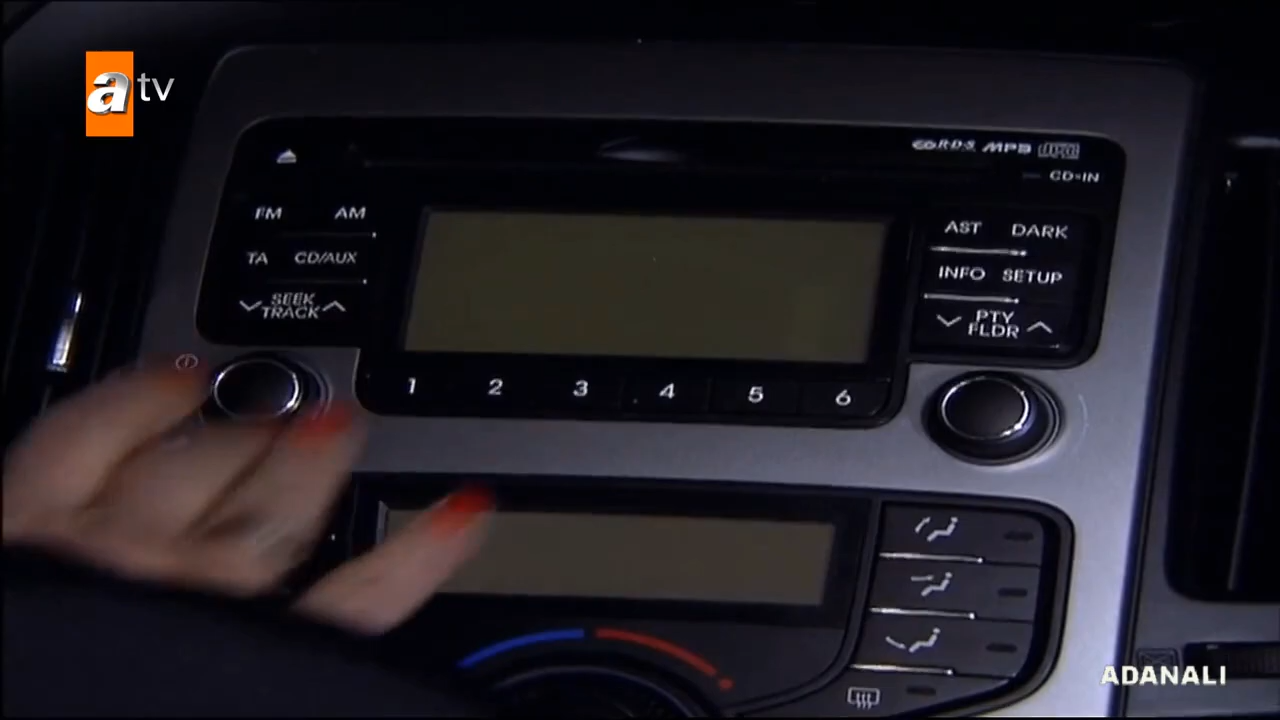 atv
RDS MP3
CD-IN
FM AM
AST DARK
TA CD/AUX
INFO SETUP
SEEK
TRACK
PTY
FLDR
1 2 3 4 5 6
ADANALI